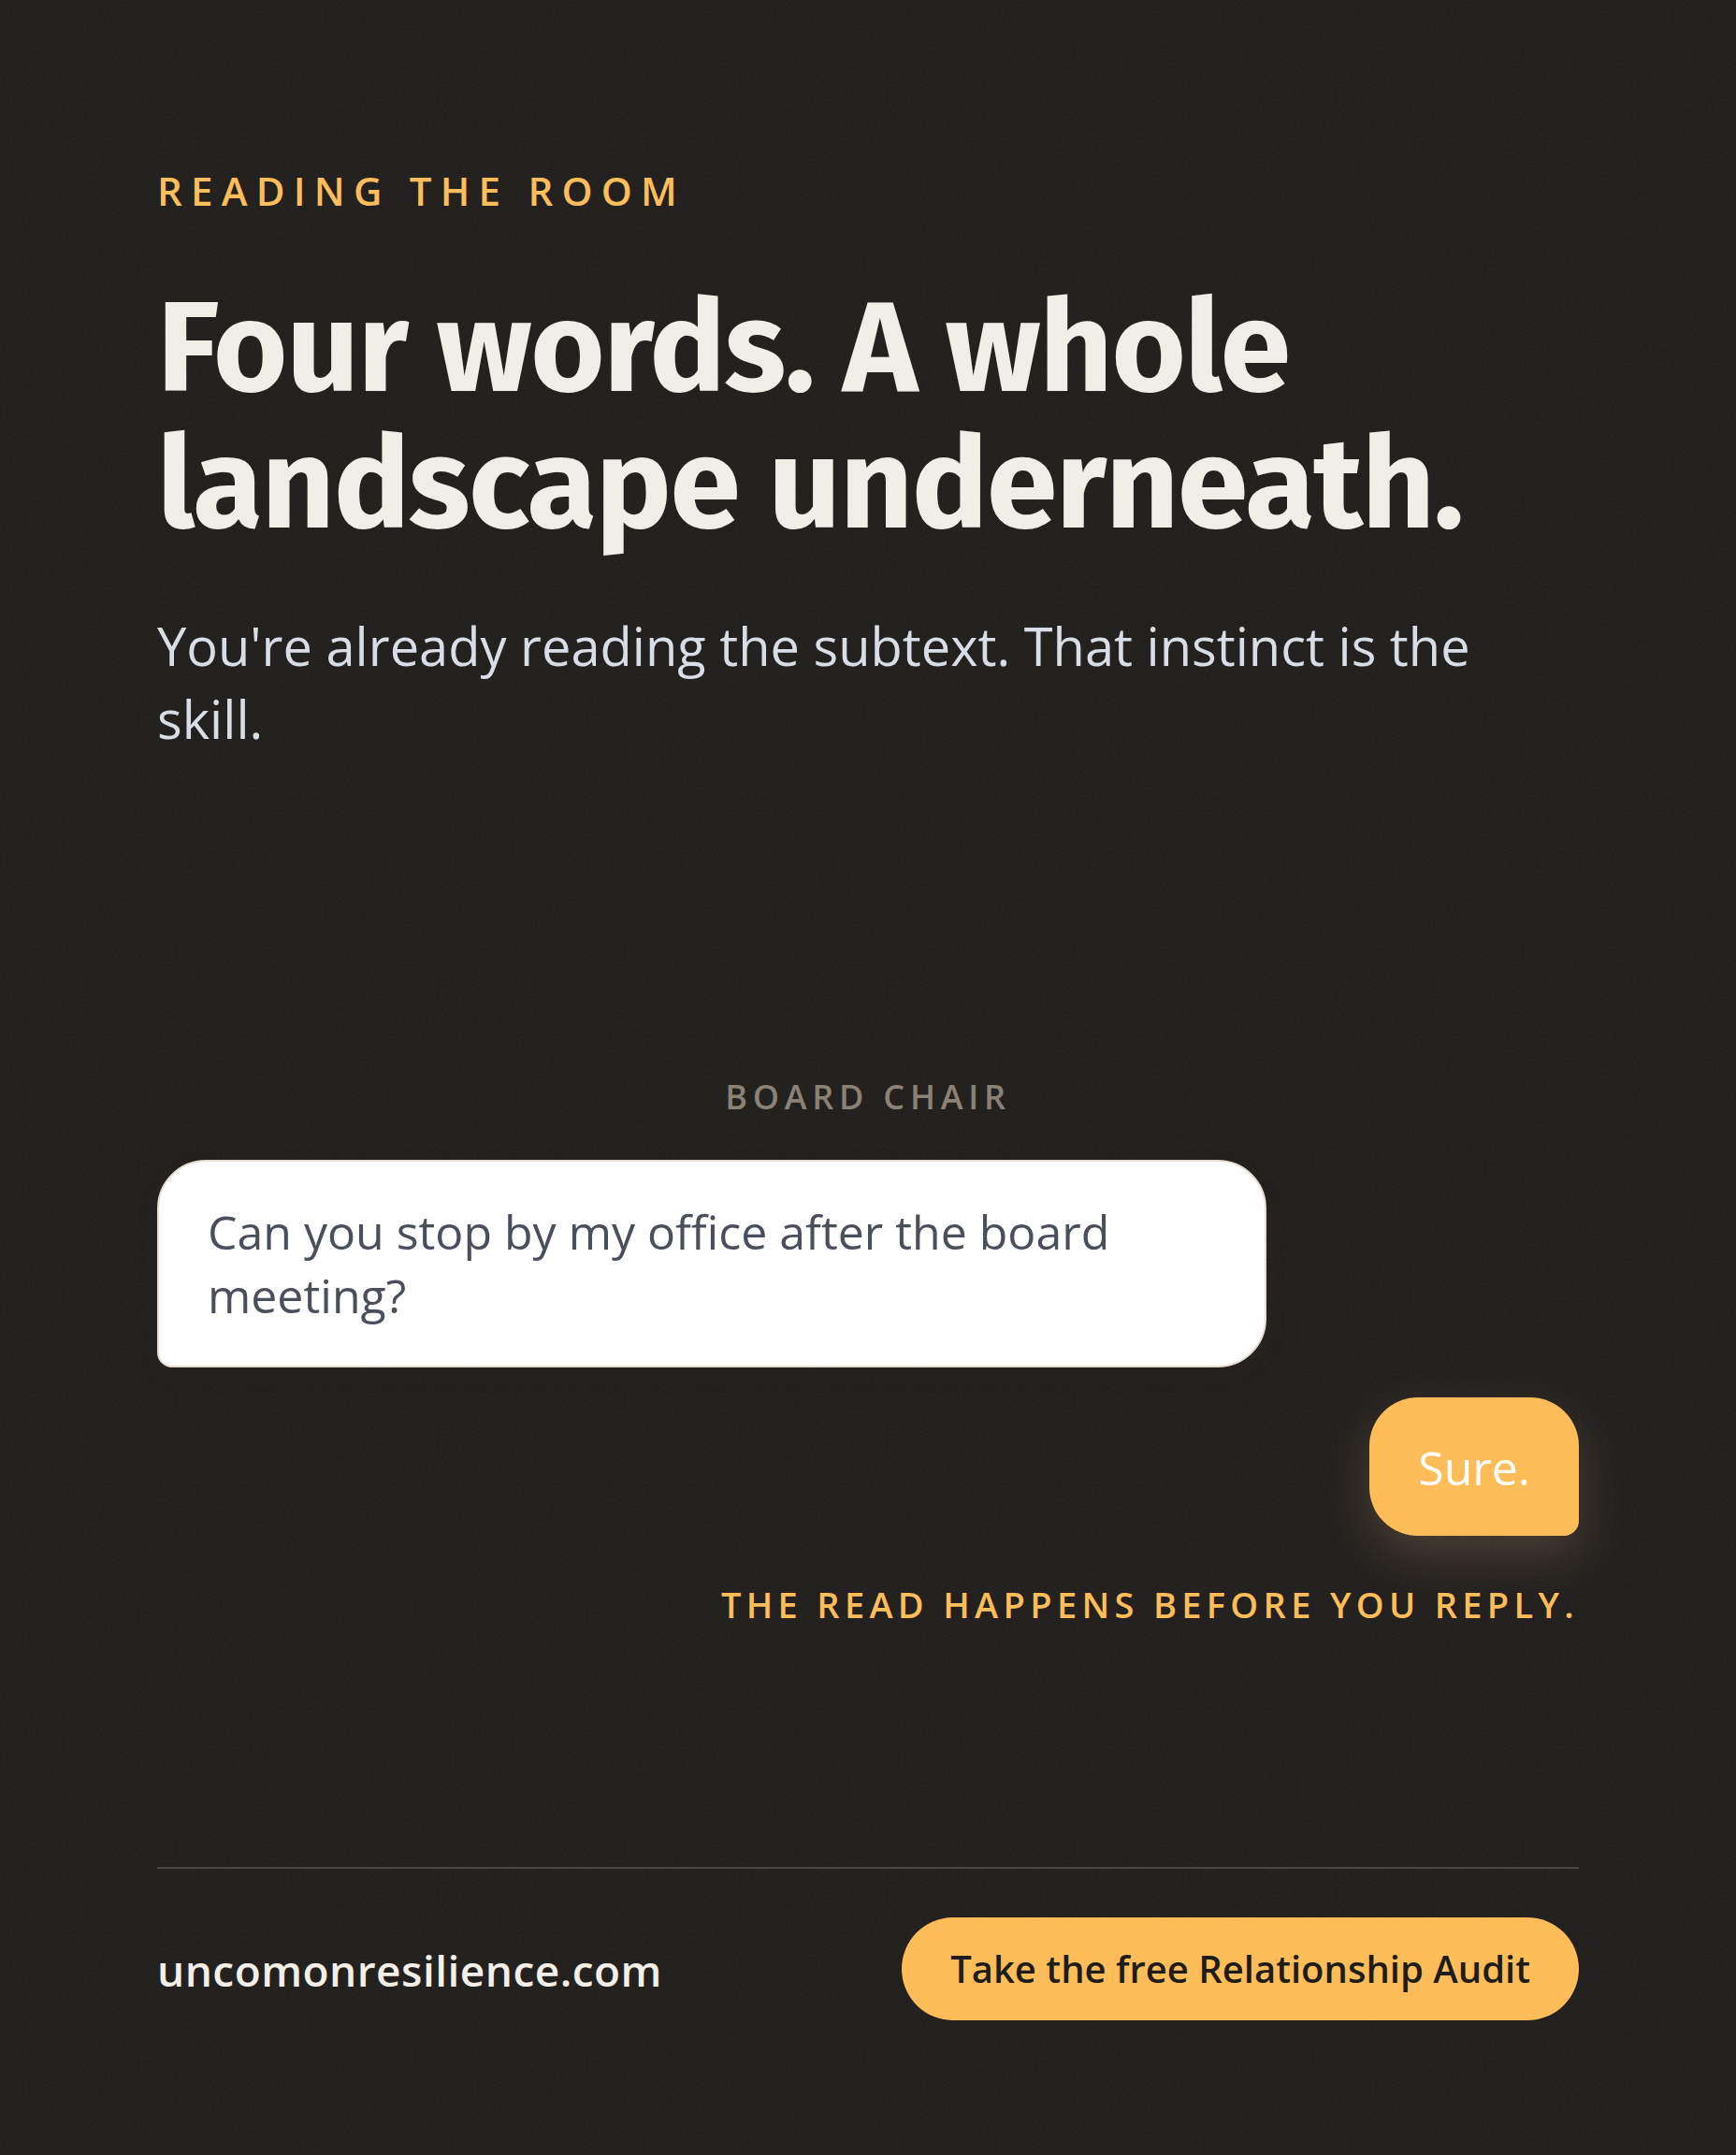 READING THE ROOM
Four words. A whole
landscape underneath.
You're already reading the subtext. That instinct is the
skill.
BOARD CHAIR
Can you stop by my office after the board
meeting?
Sure.
THE READ HAPPENS BEFORE YOU REPLY.
uncomonresilience.com
Take the free Relationship Audit